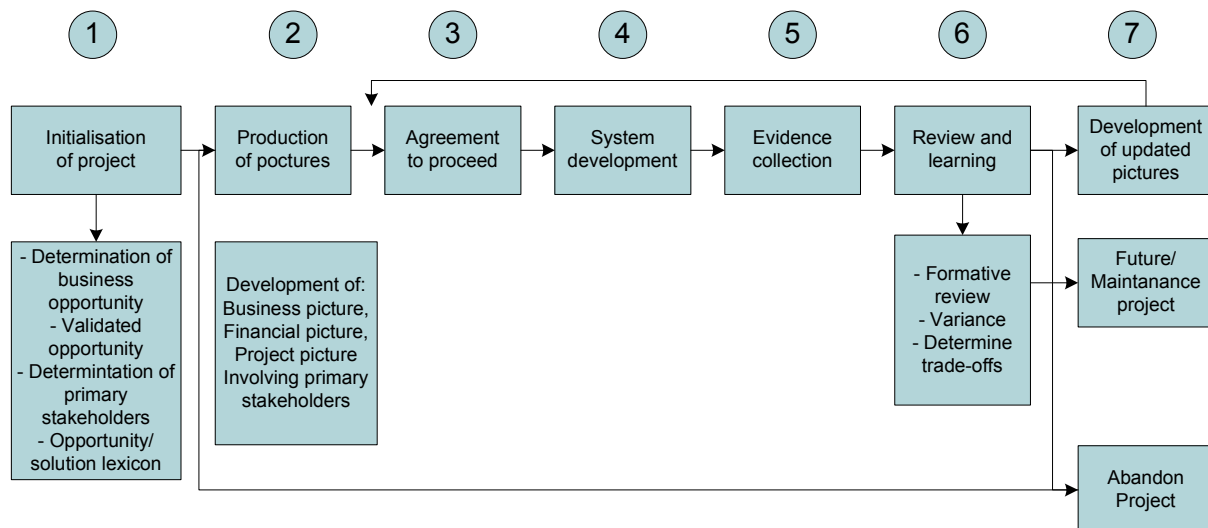 1
2
3
4
5
6
7
Initialisation
of project
Production
of poctures
Agreement
to proceed
System
development
Evidence
collection
Review and
learning
Development
of updated
pictures
- Determination of
business
opportunity
- Validated
opportunity
- Determintation of
primary
stakeholders
- Opportunity/
solution lexicon
Development of:
Business picture,
Financial picture,
Project picture
Involving primary
stakeholders
- Formative
review
- Variance
- Determine
trade-offs
Future/
Maintanance
project
Abandon
Project